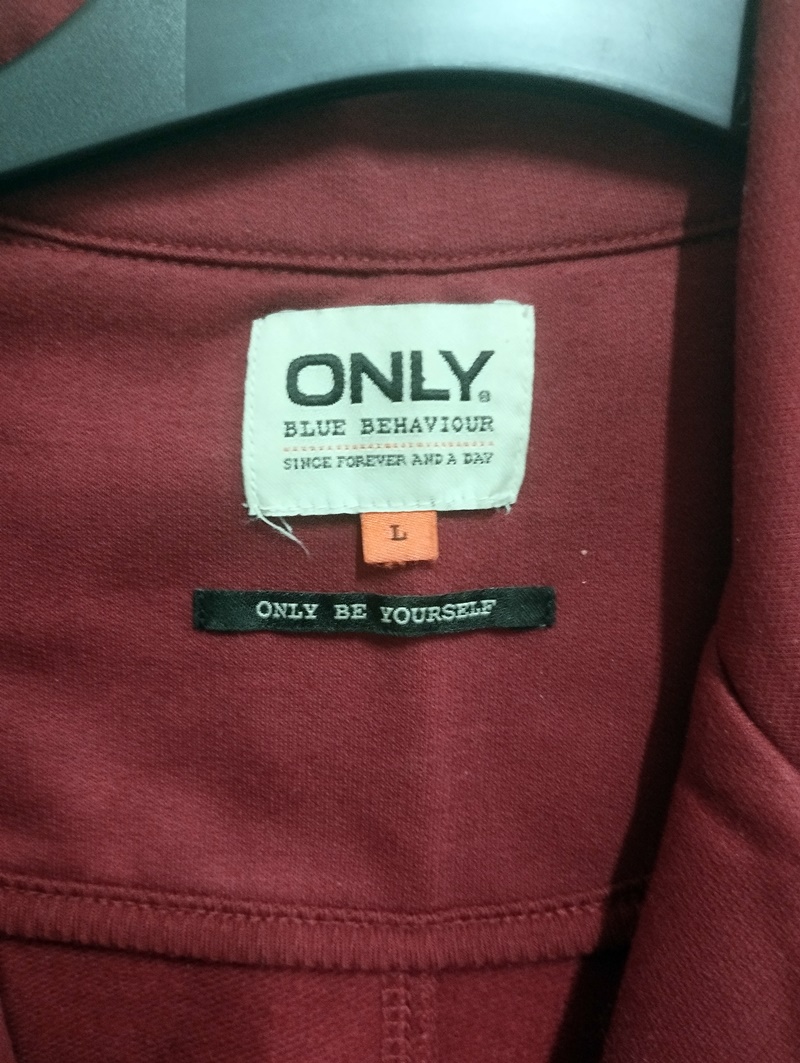 ONLY®
BLUE BEHAVIOUR
SINCE FOREVER AND A DAY
L
ONLY BE YOURSELF